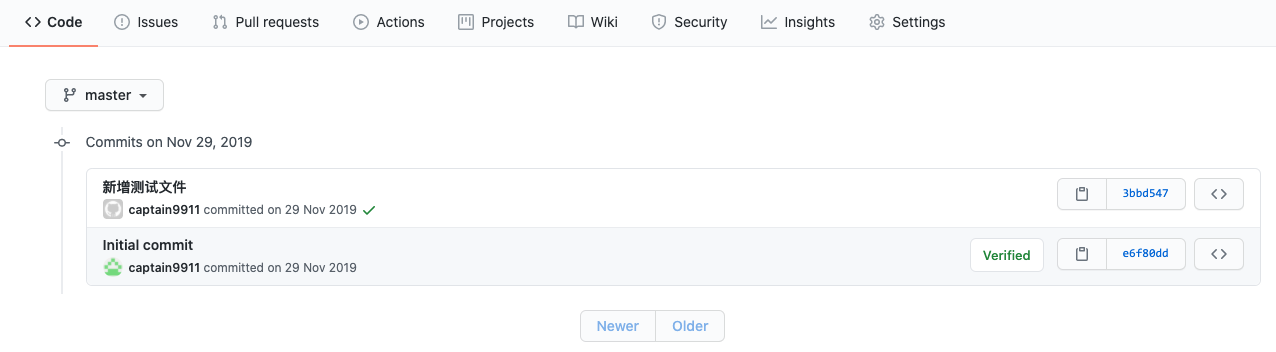 Code Issues Pull requests Actions Projects Wiki Security Insights Settings
master
Commits on Nov 29, 2019
新增测试文件
captain9911 committed on 29 Nov 2019
3bbd547
Initial commit
captain9911 committed on 29 Nov 2019
Verified
e6f80dd
Newer Older